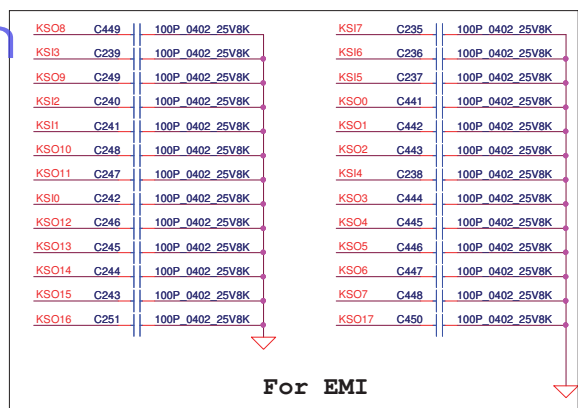 KSO8 C449 100P_0402_25V8K
KSI3 C239 100P_0402_25V8K
KSO9 C249 100P_0402_25V8K
KSI2 C240 100P_0402_25V8K
KSI1 C241 100P_0402_25V8K
KSO10 C248 100P_0402_25V8K
KSO11 C247 100P_0402_25V8K
KSI0 C242 100P_0402_25V8K
KSO12 C246 100P_0402_25V8K
KSO13 C245 100P_0402_25V8K
KSO14 C244 100P_0402_25V8K
KSO15 C243 100P_0402_25V8K
KSO16 C251 100P_0402_25V8K
KSI7 C235 100P_0402_25V8K
KSI6 C236 100P_0402_25V8K
KSI5 C237 100P_0402_25V8K
KSO0 C441 100P_0402_25V8K
KSO1 C442 100P_0402_25V8K
KSO2 C443 100P_0402_25V8K
KSI4 C238 100P_0402_25V8K
KSO3 C444 100P_0402_25V8K
KSO4 C445 100P_0402_25V8K
KSO5 C446 100P_0402_25V8K
KSO6 C447 100P_0402_25V8K
KSO7 C448 100P_0402_25V8K
KSO17 C450 100P_0402_25V8K
For EMI